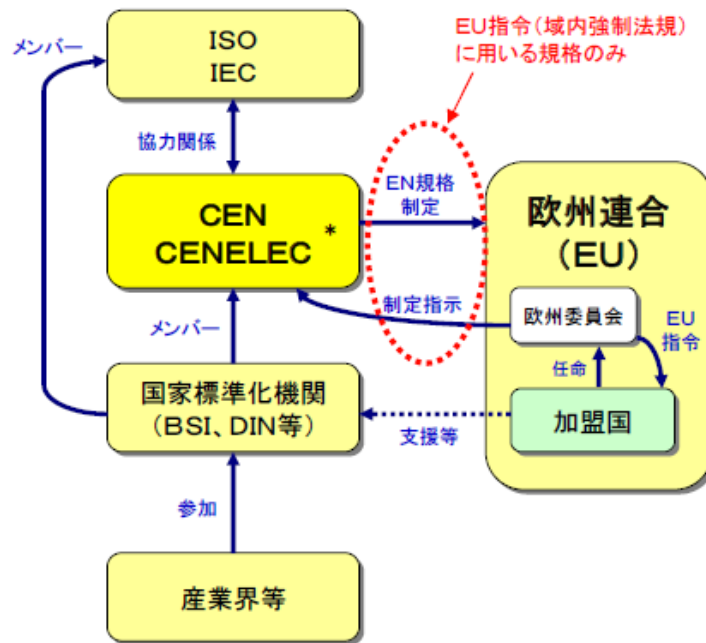 メンバー
ISO
IEC
EU指令（域内強制法規）
に用いる規格のみ
協力関係
CEN
CENELEC *
EN規格
制定
欧州連合
（EU）
制定指示
欧州委員会
EU
指令
メンバー
任命
国家標準化機関
（BSI、DIN等）
支援等
加盟国
参加
産業界等